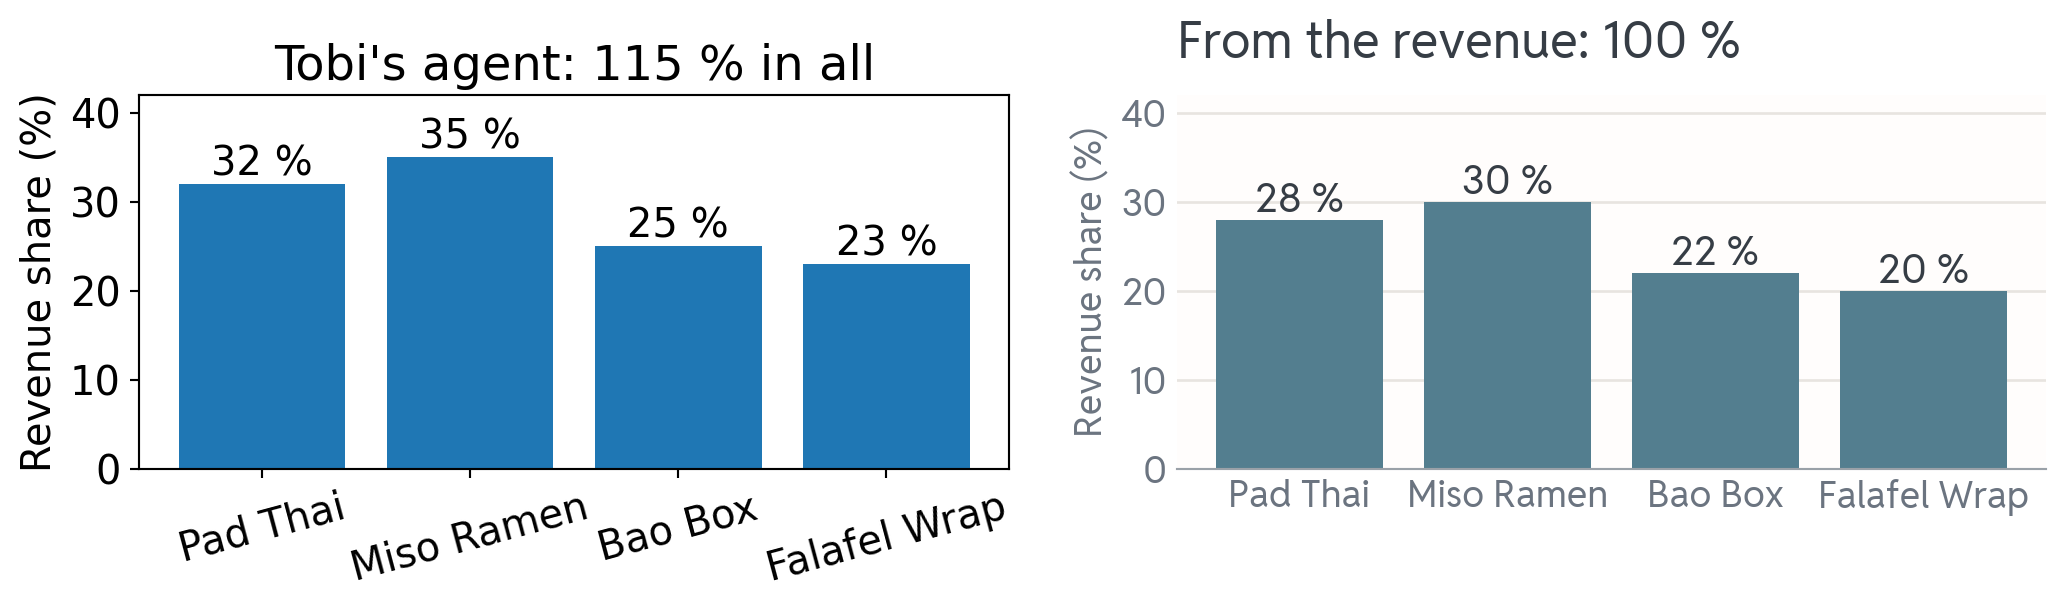 Tobi's agent: 115 % in all
Revenue share (%)
40
30
20
10
0
32 %
35 %
25 %
23 %
Pad Thai
Miso Ramen
Bao Box
Falafel Wrap
From the revenue: 100 %
Revenue share (%)
40
30
20
10
0
28 %
30 %
22 %
20 %
Pad Thai
Miso Ramen
Bao Box
Falafel Wrap